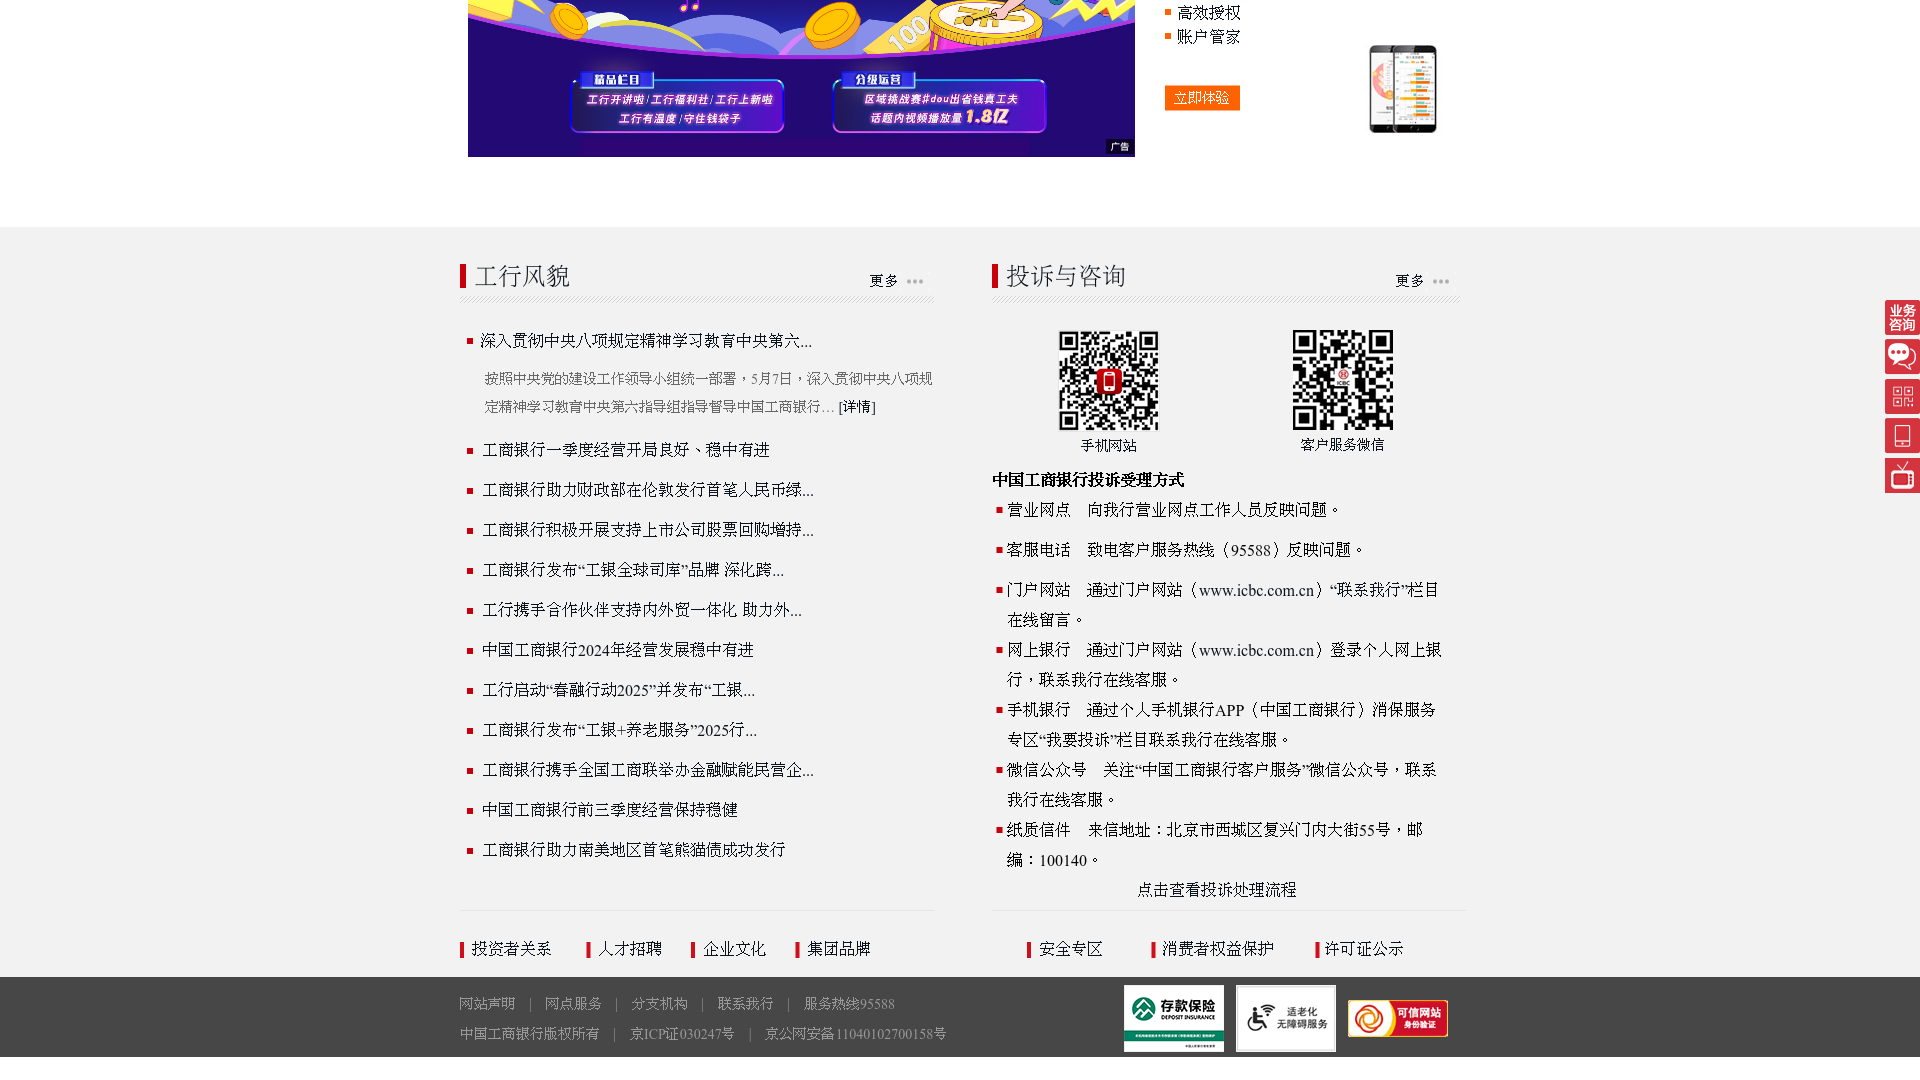 100
精品栏目
工行开讲啦/工行福利社/工行上新啦
工行有温度/守住钱袋子
分级运营
区域挑战赛#dou出省钱真工夫
话题内视频播放量1.8亿
广告
高效授权
账户管家
立即体验
工行风貌
更多
深入贯彻中央八项规定精神学习教育中央第六...
按照中央党的建设工作领导小组统一部署，5月7日，深入贯彻中央八项规
定精神学习教育中央第六指导组指导督导中国工商银行… [详情]
工商银行一季度经营开局良好、稳中有进
工商银行助力财政部在伦敦发行首笔人民币绿...
工商银行积极开展支持上市公司股票回购增持...
工商银行发布“工银全球司库”品牌 深化跨...
工行携手合作伙伴支持内外贸一体化 助力外...
中国工商银行2024年经营发展稳中有进
工行启动“春融行动2025”并发布“工银...
工商银行发布“工银+养老服务”2025行...
工商银行携手全国工商联举办金融赋能民营企...
中国工商银行前三季度经营保持稳健
工商银行助力南美地区首笔熊猫债成功发行
投诉与咨询
更多
ICBC
手机网站
客户服务微信
中国工商银行投诉受理方式
营业网点　向我行营业网点工作人员反映问题。
客服电话　致电客户服务热线（95588）反映问题。
门户网站　通过门户网站（www.icbc.com.cn）“联系我行”栏目
在线留言。
网上银行　通过门户网站（www.icbc.com.cn）登录个人网上银
行，联系我行在线客服。
手机银行　通过个人手机银行APP（中国工商银行）消保服务
专区“我要投诉”栏目联系我行在线客服。
微信公众号　关注“中国工商银行客户服务”微信公众号，联系
我行在线客服。
纸质信件　来信地址：北京市西城区复兴门内大街55号，邮
编：100140。
点击查看投诉处理流程
业务
咨询
投资者关系
人才招聘
企业文化
集团品牌
安全专区
消费者权益保护
许可证公示
网站声明 | 网点服务 | 分支机构 | 联系我行 | 服务热线95588
中国工商银行版权所有 | 京ICP证030247号 | 京公网安备11040102700158号
存款保险
DEPOSIT INSURANCE
适老化
无障碍服务
可信网站
身份验证